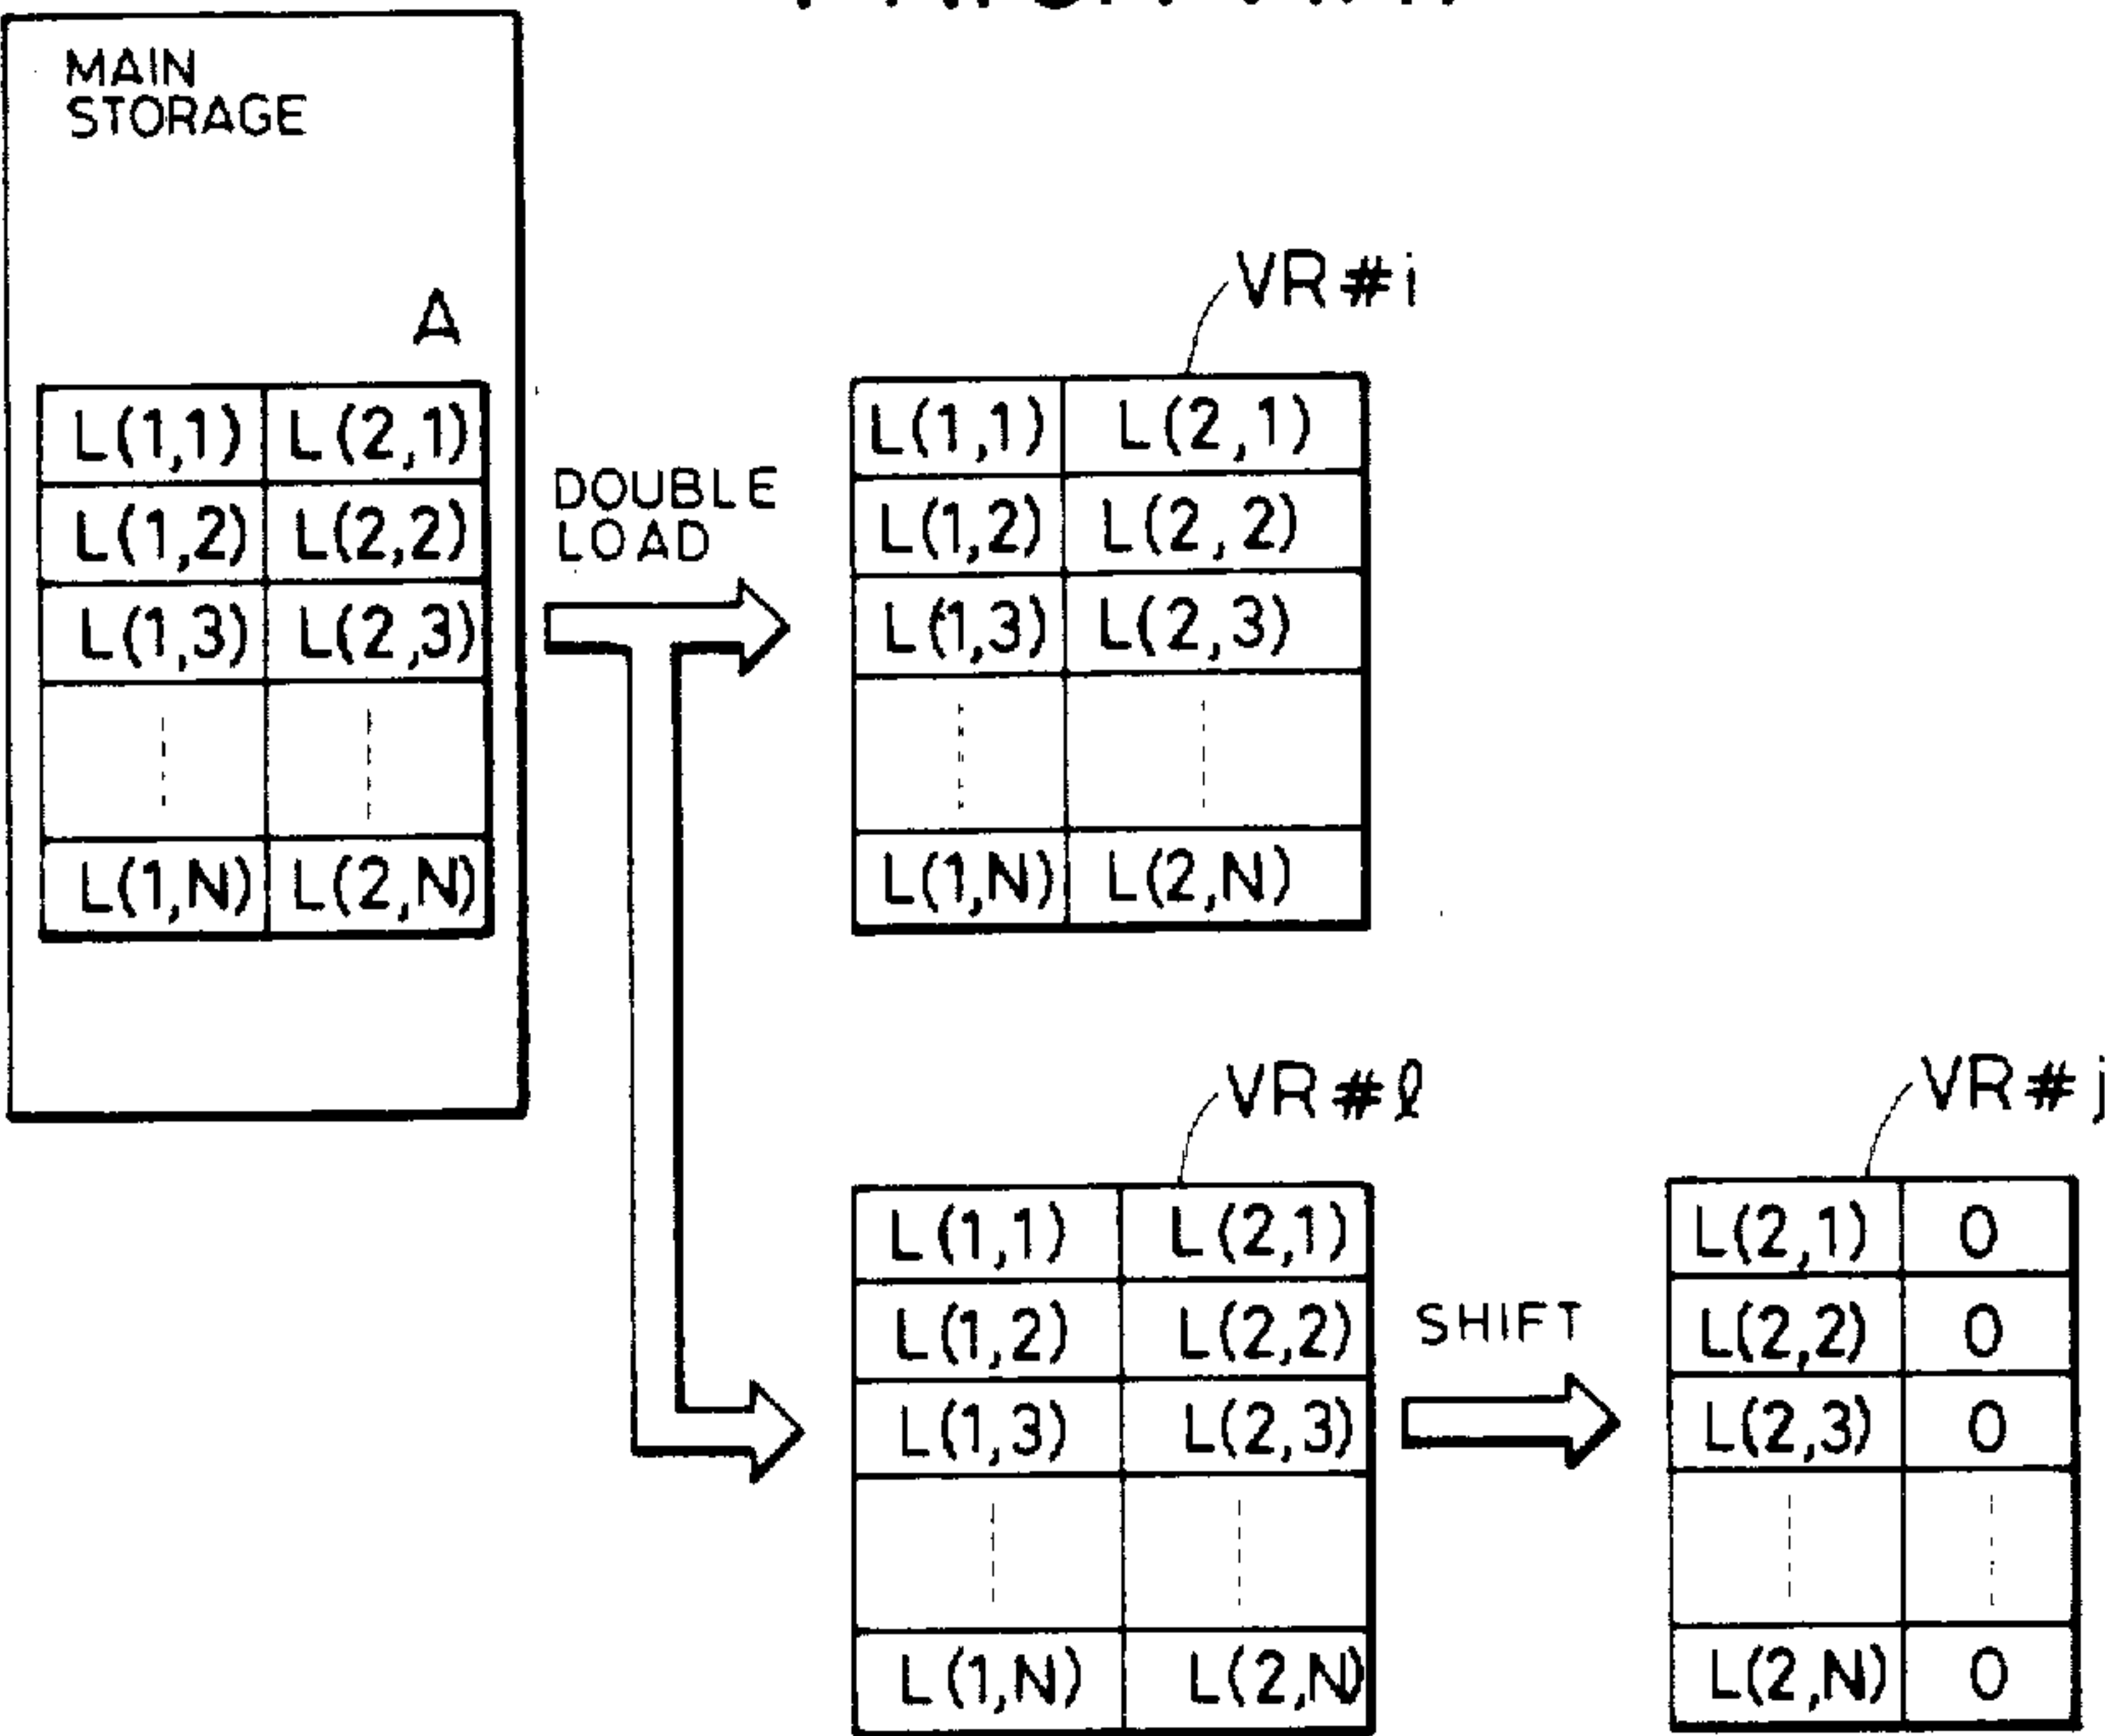 MAIN
STORAGE
A
L(1,1) L(2,1)
L(1,2) L(2,2)
L(1,3) L(2,3)
L(1,N) L(2,N)
DOUBLE
LOAD
VR#i
L(1,1) L(2,1)
L(1,2) L(2,2)
L(1,3) L(2,3)
L(1,N) L(2,N)
VR#ℓ
L(1,1) L(2,1)
L(1,2) L(2,2)
L(1,3) L(2,3)
L(1,N) L(2,N)
SHIFT
VR#j
L(2,1) 0
L(2,2) 0
L(2,3) 0
L(2,N) 0